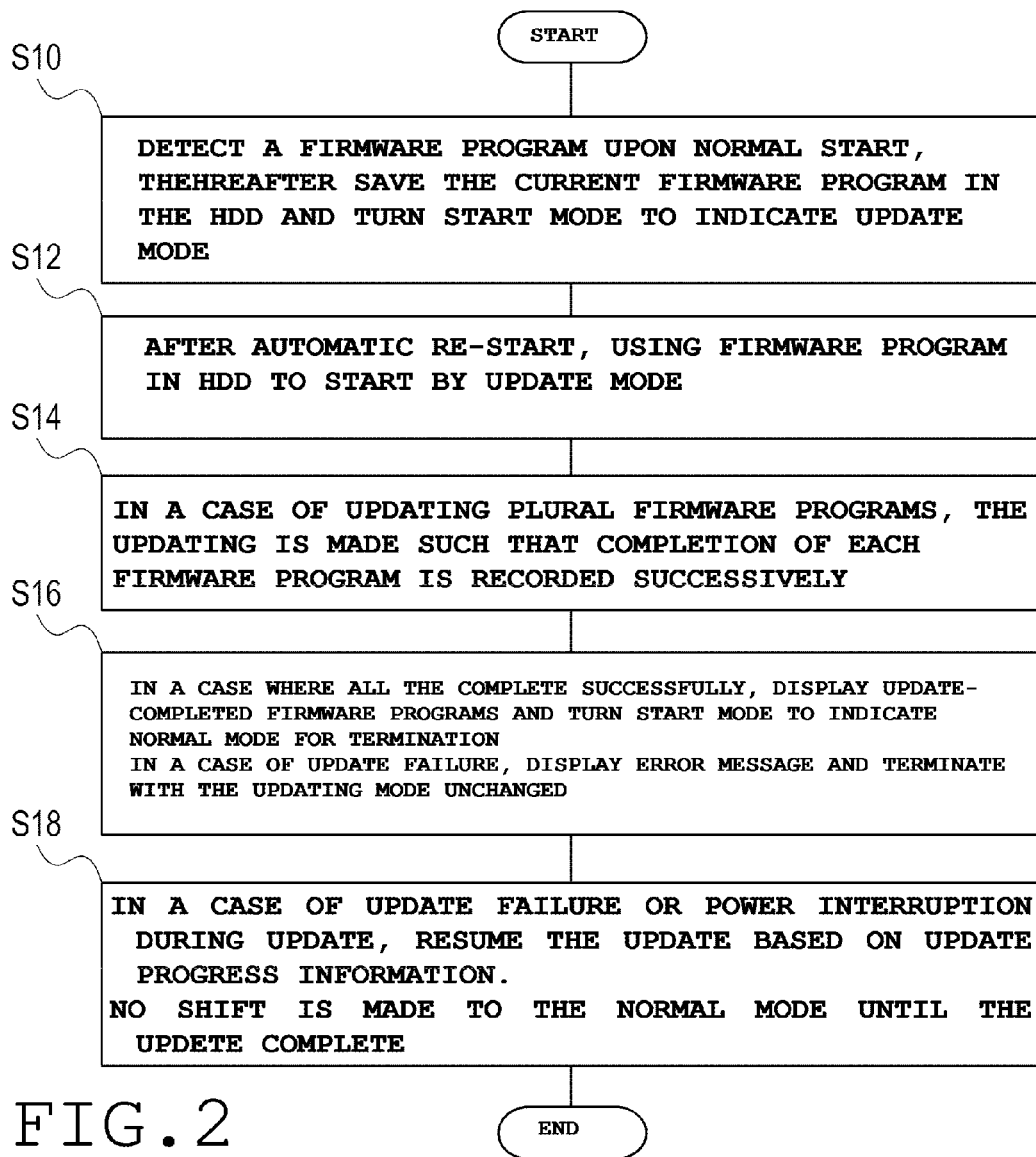 START
S10
DETECT A FIRMWARE PROGRAM UPON NORMAL START,
THEHREAFTER SAVE THE CURRENT FIRMWARE PROGRAM IN
THE HDD AND TURN START MODE TO INDICATE UPDATE
MODE
S12
AFTER AUTOMATIC RE-START, USING FIRMWARE PROGRAM
IN HDD TO START BY UPDATE MODE
S14
IN A CASE OF UPDATING PLURAL FIRMWARE PROGRAMS, THE
UPDATING IS MADE SUCH THAT COMPLETION OF EACH
FIRMWARE PROGRAM IS RECORDED SUCCESSIVELY
S16
IN A CASE WHERE ALL THE COMPLETE SUCCESSFULLY, DISPLAY UPDATE-
COMPLETED FIRMWARE PROGRAMS AND TURN START MODE TO INDICATE
NORMAL MODE FOR TERMINATION
IN A CASE OF UPDATE FAILURE, DISPLAY ERROR MESSAGE AND TERMINATE
WITH THE UPDATING MODE UNCHANGED
S18
IN A CASE OF UPDATE FAILURE OR POWER INTERRUPTION
DURING UPDATE, RESUME THE UPDATE BASED ON UPDATE
PROGRESS INFORMATION.
NO SHIFT IS MADE TO THE NORMAL MODE UNTIL THE
UPDETE COMPLETE
END
FIG.2